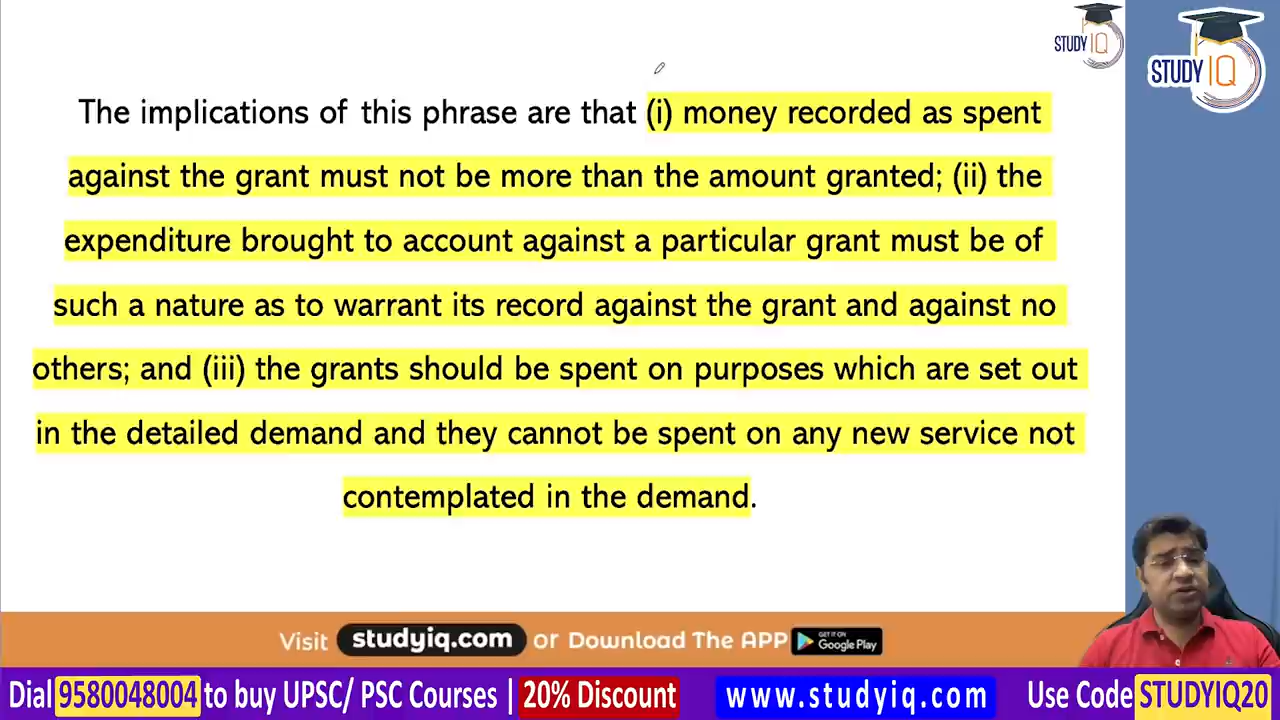 STUDY IQ
STUDY IQ
The implications of this phrase are that (i) money recorded as spent
against the grant must not be more than the amount granted; (ii) the
expenditure brought to account against a particular grant must be of
such a nature as to warrant its record against the grant and against no
others; and (iii) the grants should be spent on purposes which are set out
in the detailed demand and they cannot be spent on any new service not
contemplated in the demand.
Visit studyiq.com or Download The APP GET IT ON Google Play
Dial 9580048004 to buy UPSC/ PSC Courses | 20% Discount www.studyiq.com Use Code STUDYIQ20